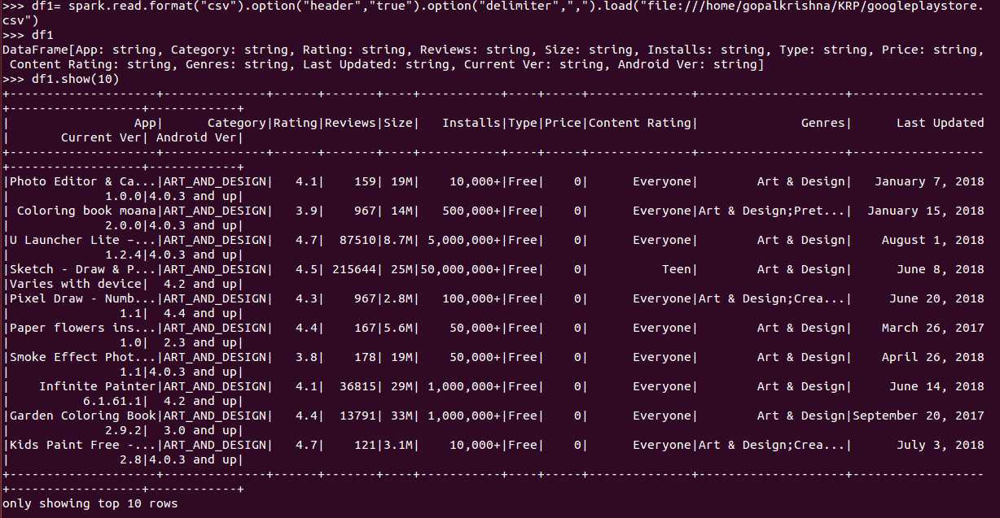 >>> df1= spark.read.format("csv").option("header","true").option("delimiter",",").load("file:///home/gopalkrishna/KRP/googleplaystore.
csv")
>>> df1
DataFrame[App: string, Category: string, Rating: string, Reviews: string, Size: string, Installs: string, Type: string, Price: string,
 Content Rating: string, Genres: string, Last Updated: string, Current Ver: string, Android Ver: string]
>>> df1.show(10)
+--------------------+--------------+------+-------+----+-----------+----+-----+--------------+--------------------+------------------
+------------------+------------+
|                 App|      Category|Rating|Reviews|Size|   Installs|Type|Price|Content Rating|              Genres|      Last Updated
|       Current Ver| Android Ver|
+--------------------+--------------+------+-------+----+-----------+----+-----+--------------+--------------------+------------------
+------------------+------------+
|Photo Editor & Ca...|ART_AND_DESIGN|   4.1|    159| 19M|    10,000+|Free|    0|      Everyone|        Art & Design|   January 7, 2018
|             1.0.0|4.0.3 and up|
| Coloring book moana|ART_AND_DESIGN|   3.9|    967| 14M|   500,000+|Free|    0|      Everyone|Art & Design;Pret...|  January 15, 2018
|             2.0.0|4.0.3 and up|
|U Launcher Lite –...|ART_AND_DESIGN|   4.7|  87510|8.7M| 5,000,000+|Free|    0|      Everyone|        Art & Design|    August 1, 2018
|             1.2.4|4.0.3 and up|
|Sketch - Draw & P...|ART_AND_DESIGN|   4.5| 215644| 25M|50,000,000+|Free|    0|          Teen|        Art & Design|      June 8, 2018
|Varies with device|  4.2 and up|
|Pixel Draw - Numb...|ART_AND_DESIGN|   4.3|    967|2.8M|   100,000+|Free|    0|      Everyone|Art & Design;Crea...|     June 20, 2018
|               1.1|  4.4 and up|
|Paper flowers ins...|ART_AND_DESIGN|   4.4|    167|5.6M|    50,000+|Free|    0|      Everyone|        Art & Design|    March 26, 2017
|               1.0|  2.3 and up|
|Smoke Effect Phot...|ART_AND_DESIGN|   3.8|    178| 19M|    50,000+|Free|    0|      Everyone|        Art & Design|    April 26, 2018
|               1.1|4.0.3 and up|
|    Infinite Painter|ART_AND_DESIGN|   4.1|  36815| 29M| 1,000,000+|Free|    0|      Everyone|        Art & Design|     June 14, 2018
|          6.1.61.1|  4.2 and up|
|Garden Coloring Book|ART_AND_DESIGN|   4.4|  13791| 33M| 1,000,000+|Free|    0|      Everyone|        Art & Design|September 20, 2017
|             2.9.2|  3.0 and up|
|Kids Paint Free -...|ART_AND_DESIGN|   4.7|    121|3.1M|    10,000+|Free|    0|      Everyone|Art & Design;Crea...|      July 3, 2018
|               2.8|4.0.3 and up|
+--------------------+--------------+------+-------+----+-----------+----+-----+--------------+--------------------+------------------
+------------------+------------+
only showing top 10 rows